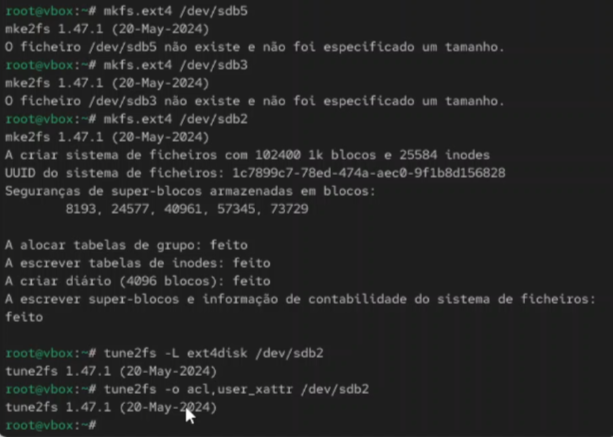 root@vbox:~# mkfs.ext4 /dev/sdb5
mke2fs 1.47.1 (20-May-2024)
O ficheiro /dev/sdb5 não existe e não foi especificado um tamanho.
root@vbox:~# mkfs.ext4 /dev/sdb3
mke2fs 1.47.1 (20-May-2024)
O ficheiro /dev/sdb3 não existe e não foi especificado um tamanho.
root@vbox:~# mkfs.ext4 /dev/sdb2
mke2fs 1.47.1 (20-May-2024)
A criar sistema de ficheiros com 102400 1k blocos e 25584 inodes
UUID do sistema de ficheiros: 1c7899c7-78ed-474a-aec0-9f1b8d156828
Seguranças de super-blocos armazenadas em blocos:
8193, 24577, 40961, 57345, 73729
A alocar tabelas de grupo: feito
A escrever tabelas de inodes: feito
A criar diário (4096 blocos): feito
A escrever super-blocos e informação de contabilidade do sistema de ficheiros:
feito
root@vbox:~# tune2fs -L ext4disk /dev/sdb2
tune2fs 1.47.1 (20-May-2024)
root@vbox:~# tune2fs -o acl,user_xattr /dev/sdb2
tune2fs 1.47.1 (20-May-2024)
root@vbox:~#